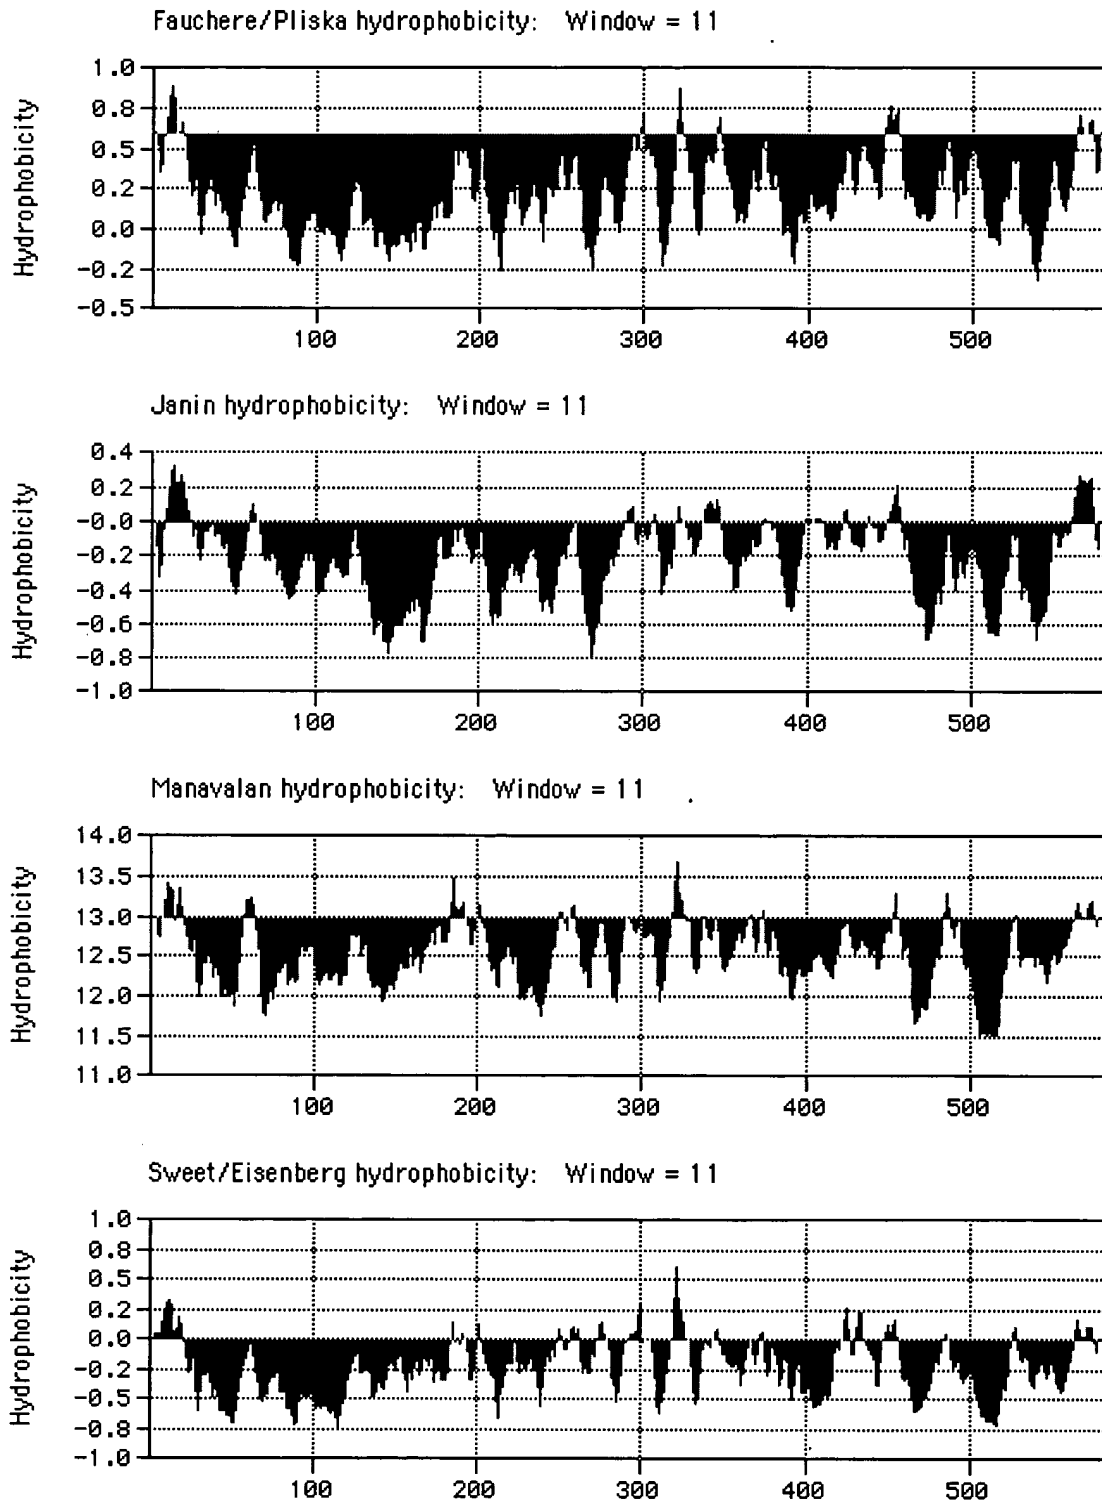 Fauchere/Pliska hydrophobicity: Window = 11
Hydrophobicity
1.0
0.8
0.5
0.2
0.0
-0.2
-0.5
100 200 300 400 500
Janin hydrophobicity: Window = 11
Hydrophobicity
0.4
0.2
-0.0
-0.2
-0.4
-0.6
-0.8
-1.0
100 200 300 400 500
Manavalan hydrophobicity: Window = 11
Hydrophobicity
14.0
13.5
13.0
12.5
12.0
11.5
11.0
100 200 300 400 500
Sweet/Eisenberg hydrophobicity: Window = 11
Hydrophobicity
1.0
0.8
0.5
0.2
0.0
-0.2
-0.5
-0.8
-1.0
100 200 300 400 500